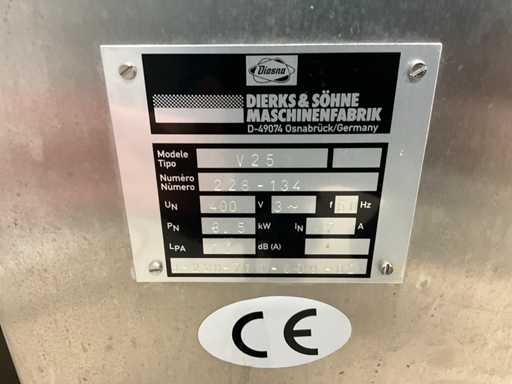 Diosna
DIERKS & SÖHNE
MASCHINENFABRIK
D-49074 Osnabrück/Germany
Modele
Tipo
V25
Numéro
Número
228-134
UN 400 V 3~ f Hz
PN kW IN A
LPA dB (A)
CE